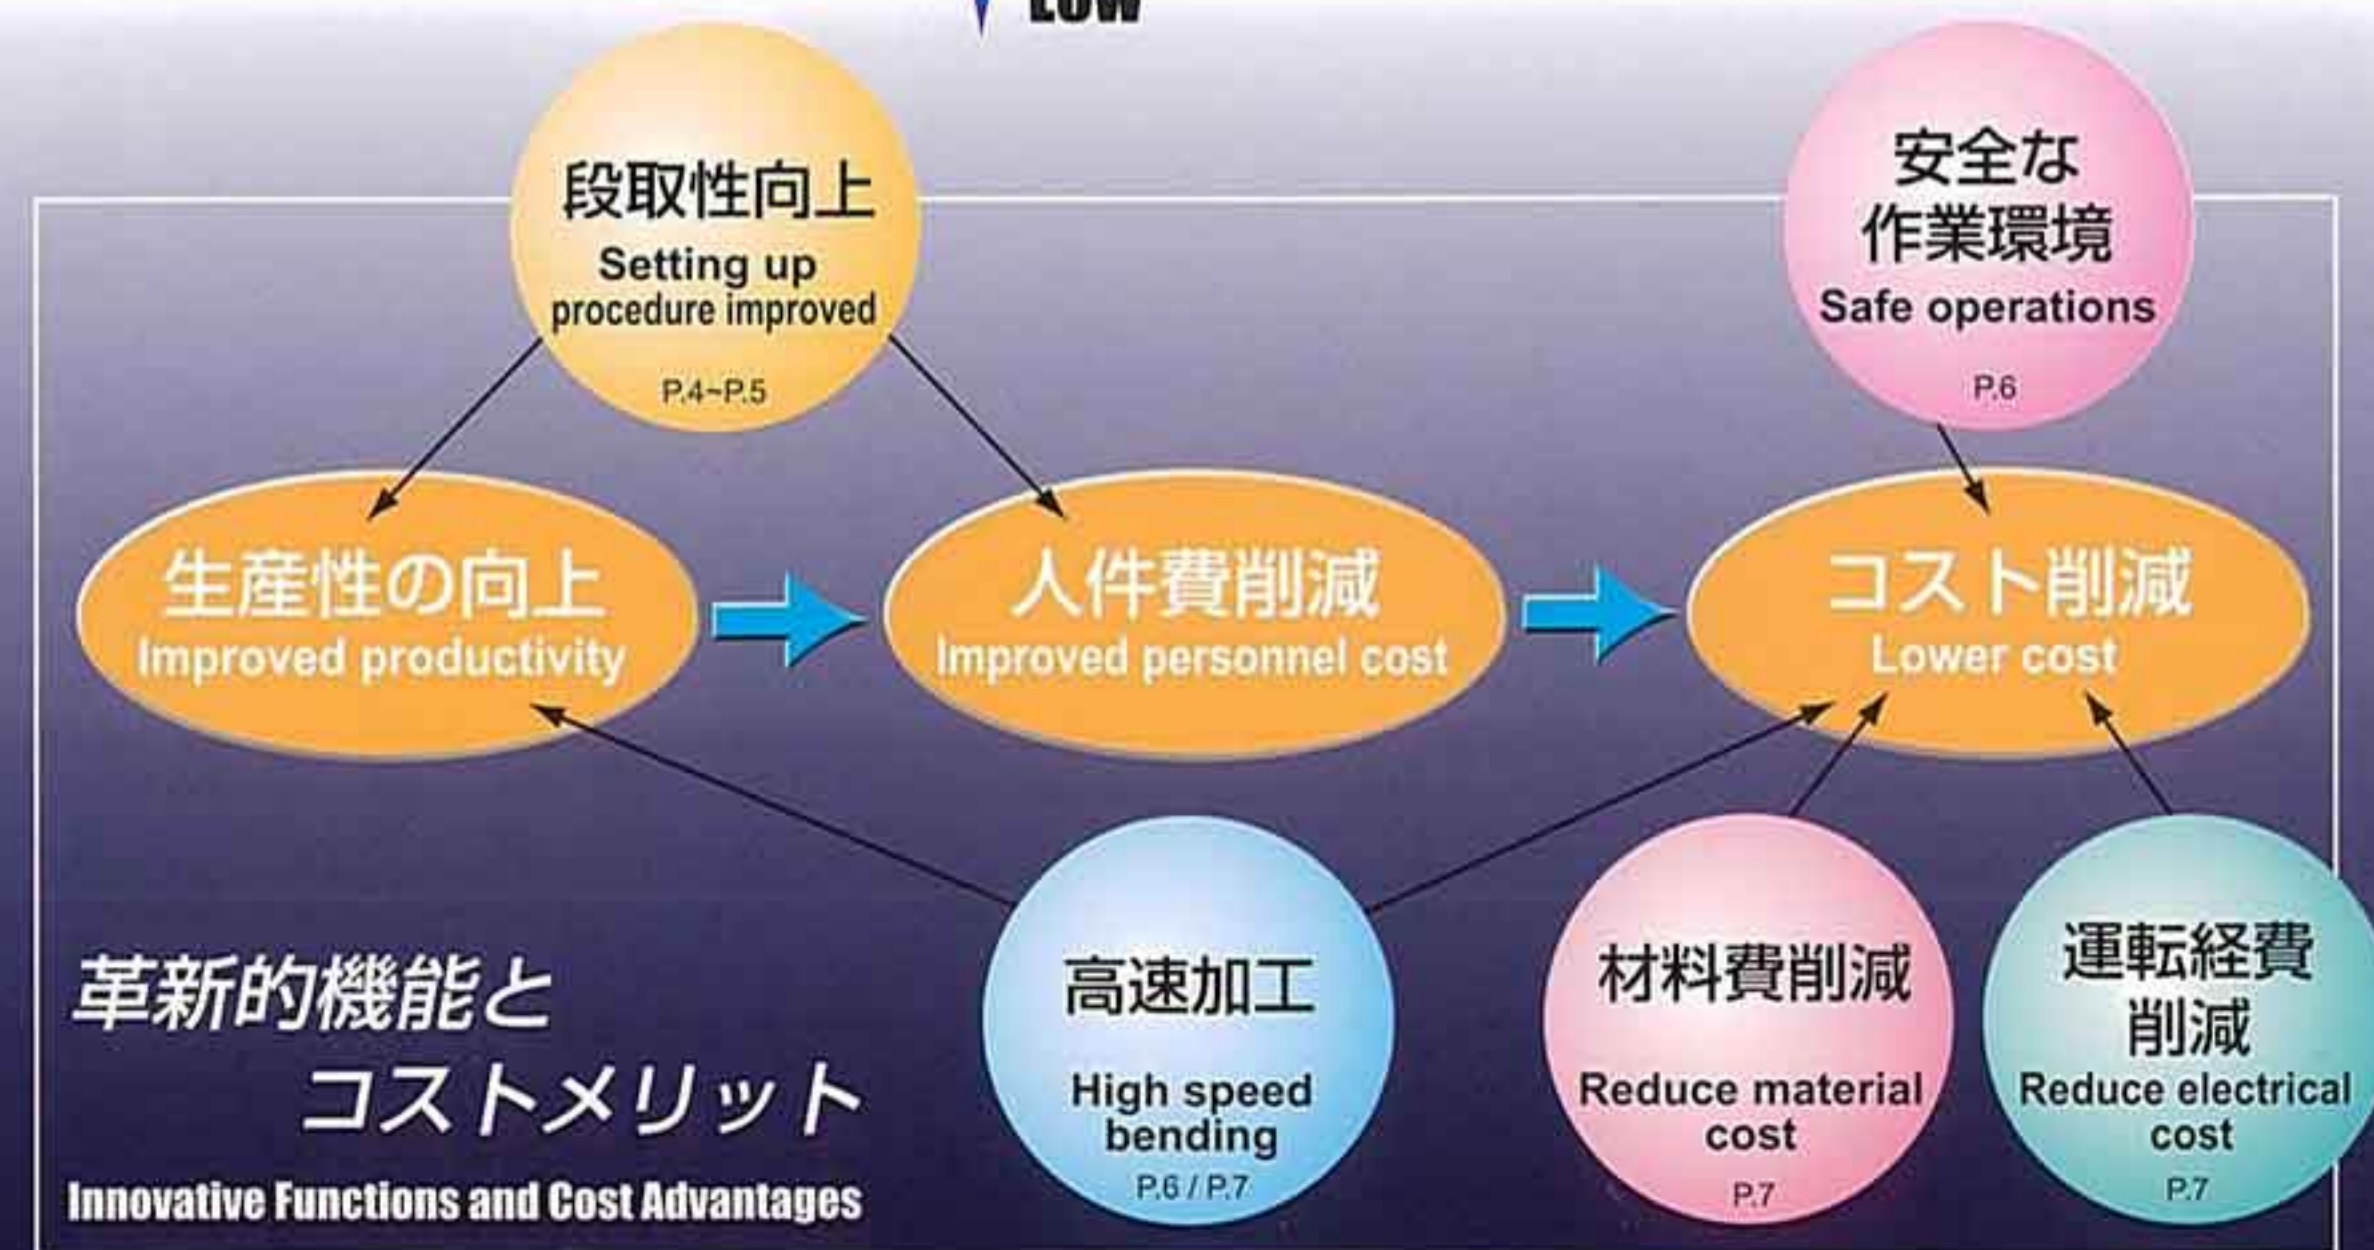 LOW
段取性向上
Setting up
procedure improved
P.4~P.5
安全な
作業環境
Safe operations
P.6
生産性の向上
Improved productivity
人件費削減
Improved personnel cost
コスト削減
Lower cost
革新的機能と
コストメリット
Innovative Functions and Cost Advantages
高速加工
High speed
bending
P.6 / P.7
材料費削減
Reduce material
cost
P.7
運転経費
削減
Reduce electrical
cost
P.7